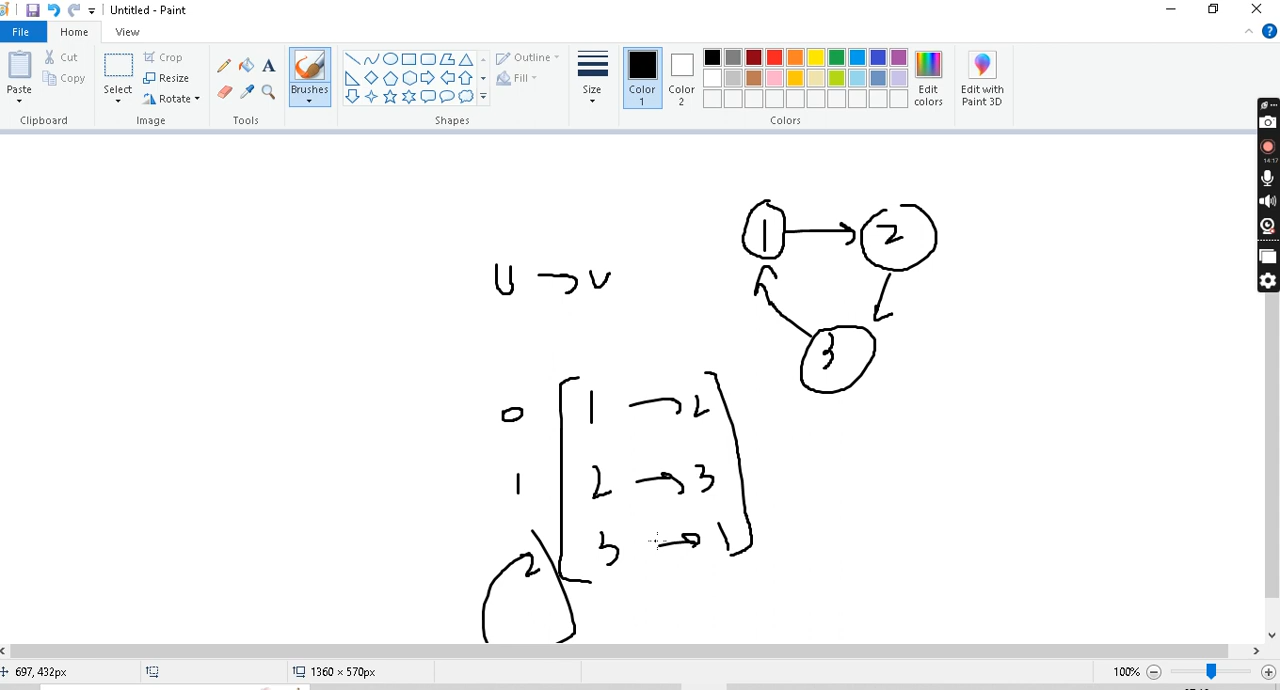 Untitled - Paint
File Home View
Paste Cut Copy
Clipboard
Select Crop Resize Rotate
Image
A
Tools
Brushes
Outline Fill
Shapes
Size
Color 1
Color 2
Edit colors
Edit with Paint 3D
Colors
14:17
1 → 2
U → V
3
0 1 → 2
1 2 → 3
2 3 → 1
697, 432px
1360 × 570px
100%